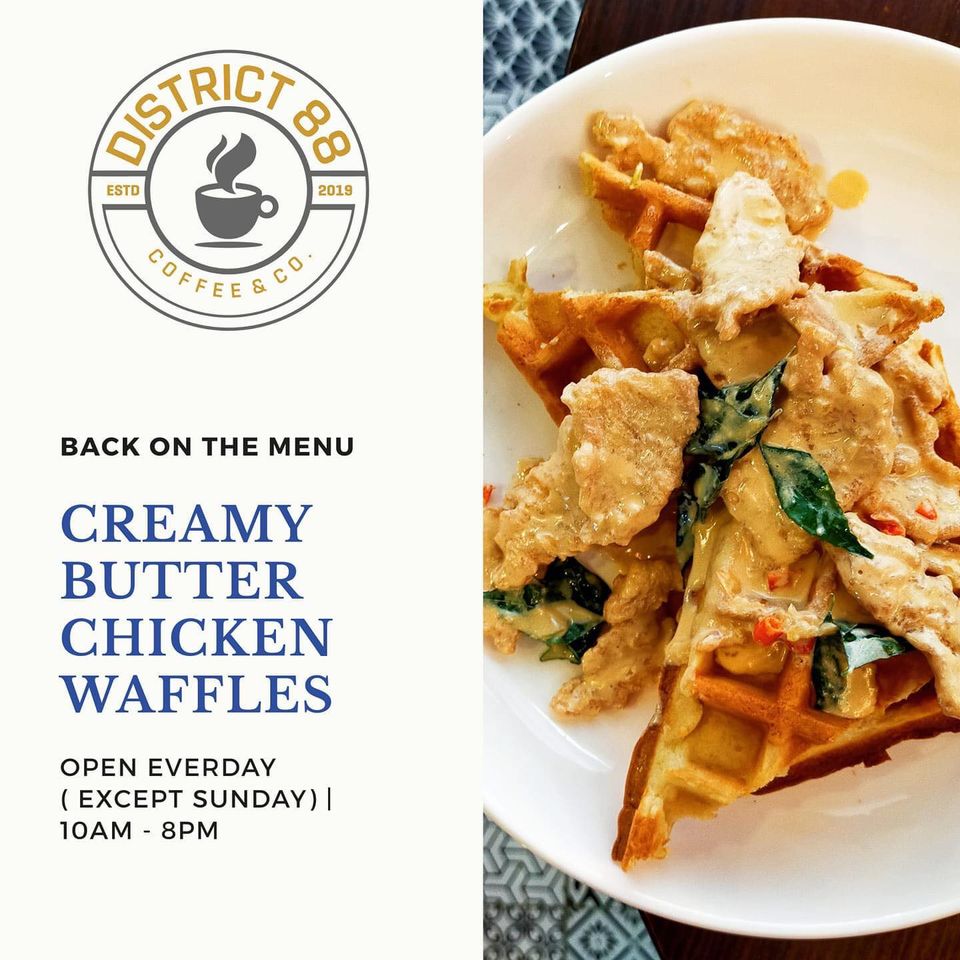 DISTRICT 88
ESTD 2019
COFFEE & CO.
BACK ON THE MENU
CREAMY
BUTTER
CHICKEN
WAFFLES
OPEN EVERDAY
( EXCEPT SUNDAY) |
10AM - 8PM